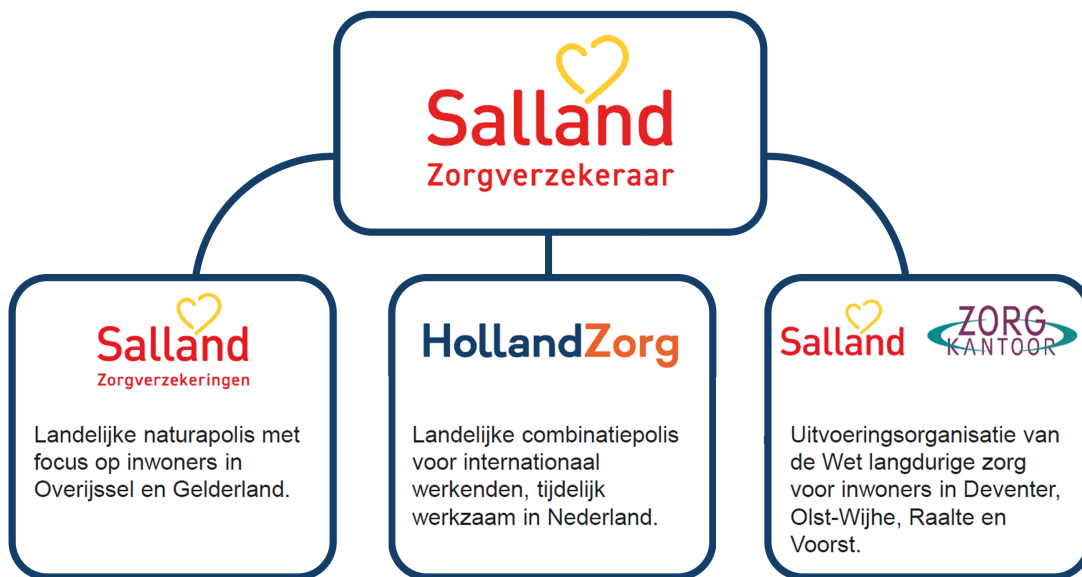 Salland
Zorgverzekeraar
Salland
Zorgverzekeringen
Landelijke naturapolis met
focus op inwoners in
Overijssel en Gelderland.
HollandZorg
Landelijke combinatiepolis
voor internationaal
werkenden, tijdelijk
werkzaam in Nederland.
Salland
ZORG
KANTOOR
Uitvoeringsorganisatie van
de Wet langdurige zorg
voor inwoners in Deventer,
Olst-Wijhe, Raalte en
Voorst.